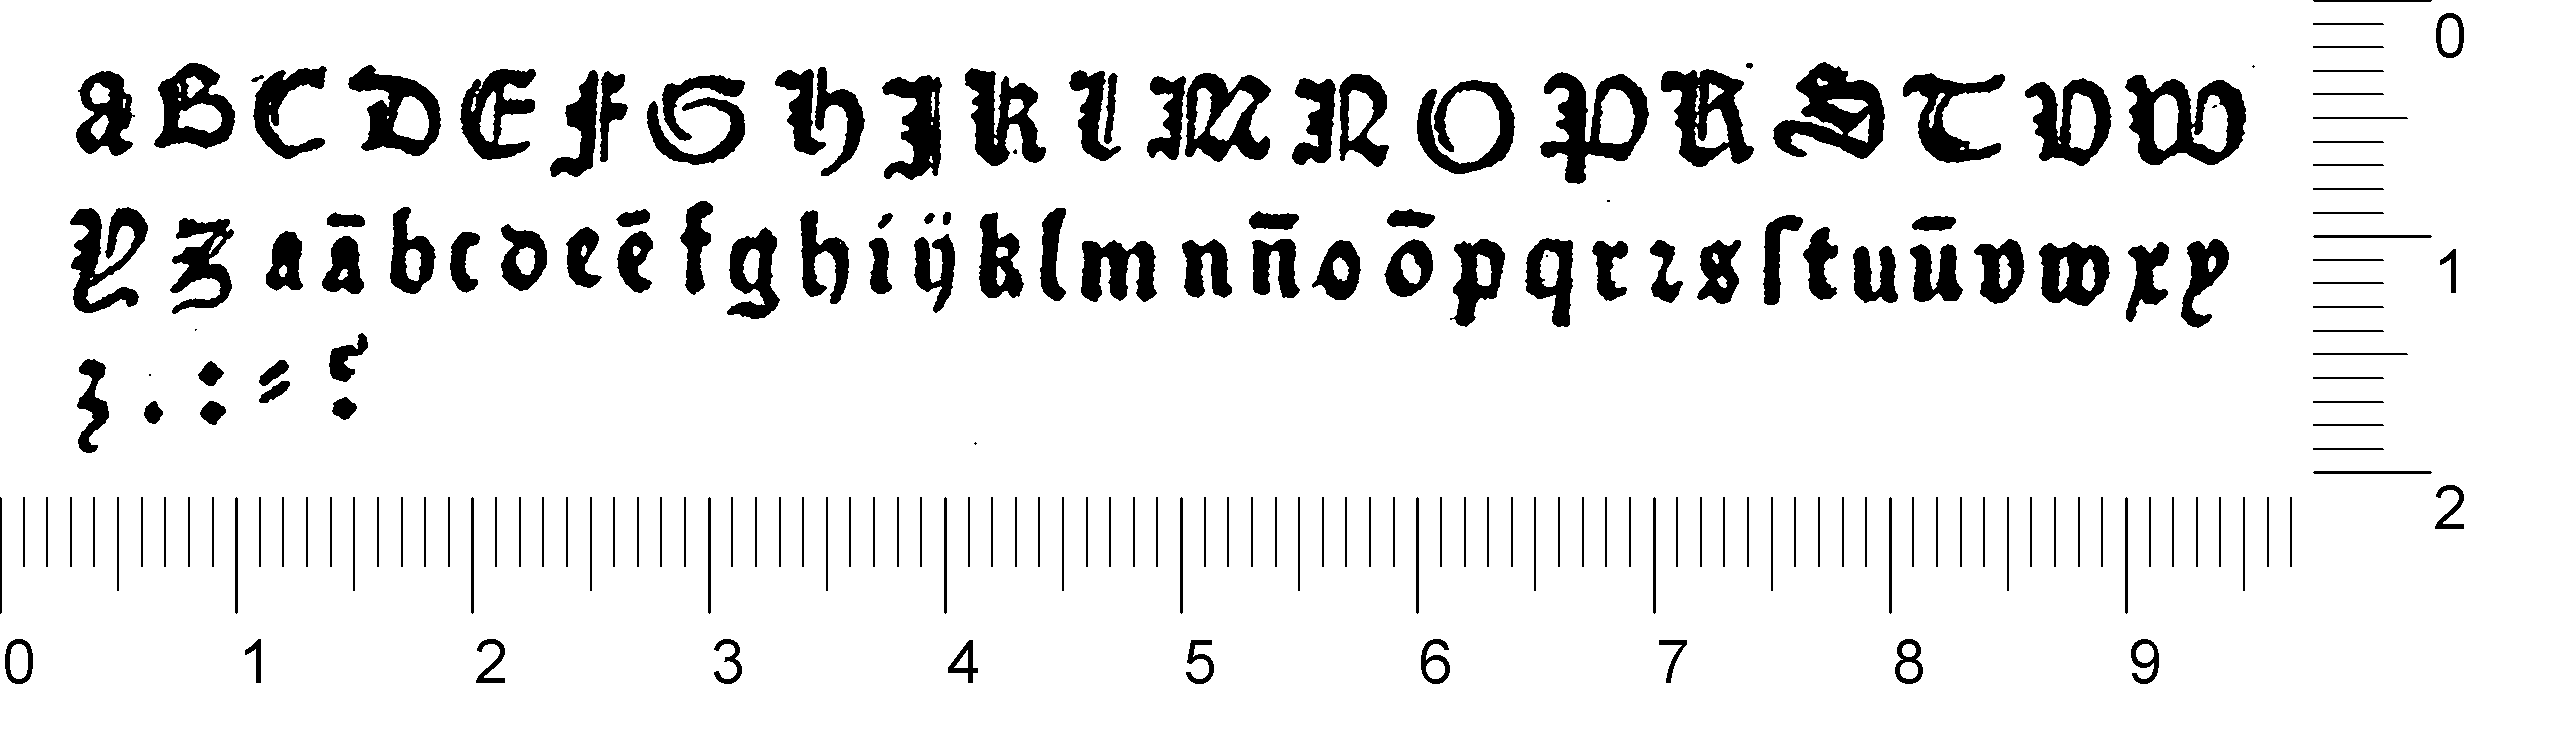 A B C D E F G H J K L M N O P R S T V W
Y Z a ā b c d e ē f g h i ÿ k l m n n̄ o ō p q r ꝛ s ſ t u ū v w x y
z . : ⸗ ?
0
1
2
0 1 2 3 4 5 6 7 8 9